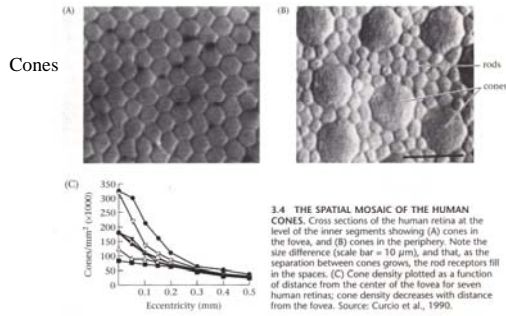 (A)
(B)
Cones
rods
cones
(C)
350
300
250
200
150
100
50
0
Cones/mm² (×1000)
0.1
0.2
0.3
0.4
0.5
Eccentricity (mm)
3.4 THE SPATIAL MOSAIC OF THE HUMAN
CONES. Cross sections of the human retina at the
level of the inner segments showing (A) cones in
the fovea, and (B) cones in the periphery. Note the
size difference (scale bar = 10 μm), and that, as the
separation between cones grows, the rod receptors fill
in the spaces. (C) Cone density plotted as a function
of distance from the center of the fovea for seven
human retinas; cone density decreases with distance
from the fovea. Source: Curcio et al., 1990.